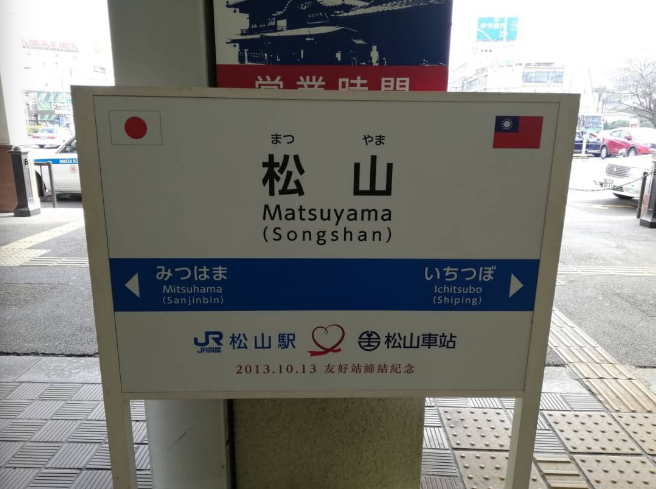 営業時間
まつ やま
松 山
Matsuyama
(Songshan)
みつはま
Mitsuhama
(Sanjinbin)
いちつぼ
Ichitsubo
(Shiping)
JR JR四国 松山駅 松山車站
2013.10.13 友好站締結紀念